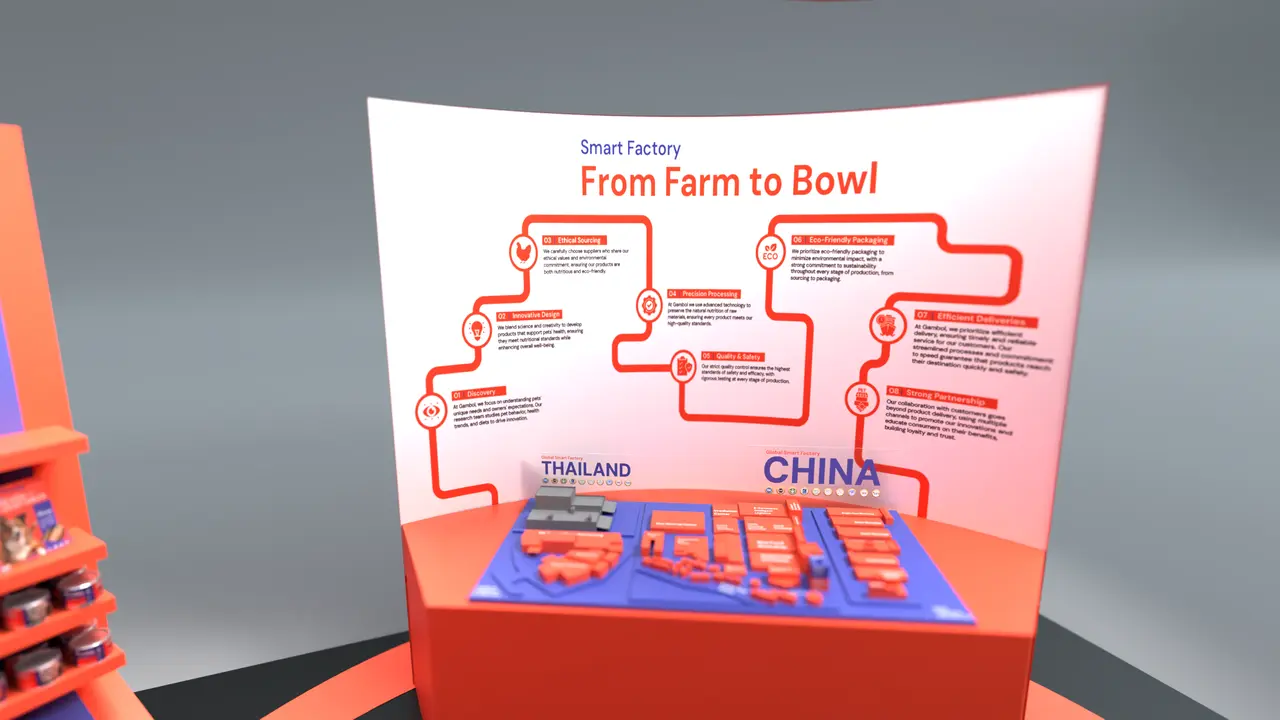 Smart Factory
From Farm to Bowl
01 Discovery
At Gambol, we focus on understanding pets'
unique needs and owners' expectations. Our
research team studies pet behavior, health
trends, and diets to drive innovation.
02 Innovative Design
We blend science and creativity to develop
products that support pets' health, ensuring
they meet nutritional standards while
enhancing overall well-being.
03 Ethical Sourcing
We carefully choose suppliers who share our
ethical values and environmental
commitment, ensuring our products are
both nutritious and eco-friendly.
04 Precision Processing
At Gambol we use advanced technology to
preserve the natural nutrition of raw
materials, ensuring every product meets our
high-quality standards.
05 Quality & Safety
Our strict quality control ensures the highest
standards of safety and efficacy, with
rigorous testing at every stage of production.
ECO
06 Eco-Friendly Packaging
We prioritize eco-friendly packaging to
minimize environmental impact, with a
strong commitment to sustainability
throughout every stage of production, from
sourcing to packaging.
07 Efficient Deliveries
At Gambol, we prioritize efficient
delivery, ensuring timely and reliable
service for our customers. Our
streamlined processes and commitment
to speed guarantee that products reach
their destination quickly and safely.
08 Strong Partnership
Our collaboration with customers goes
beyond product delivery, using multiple
channels to promote our innovations and
educate consumers on their benefits,
building loyalty and trust.
Global Smart Factory
THAILAND
Global Smart Factory
CHINA